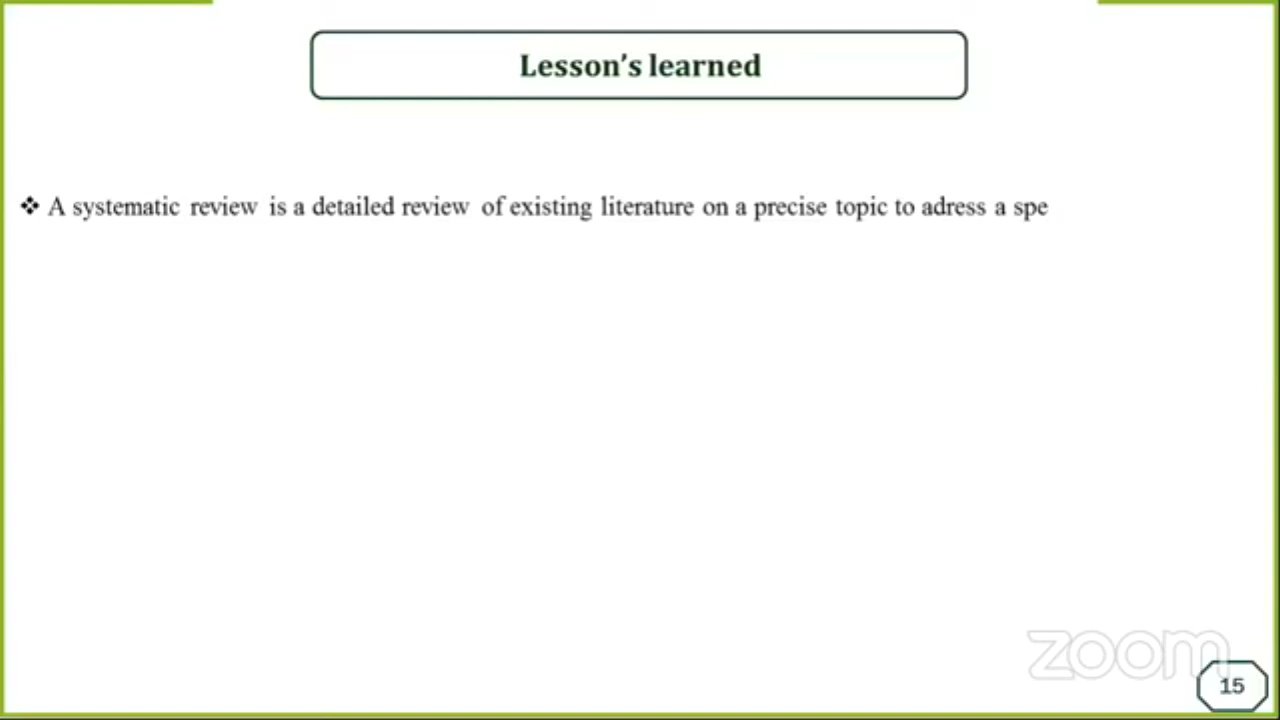 Lesson's learned
❖ A systematic review is a detailed review of existing literature on a precise topic to adress a spe
zoom
15